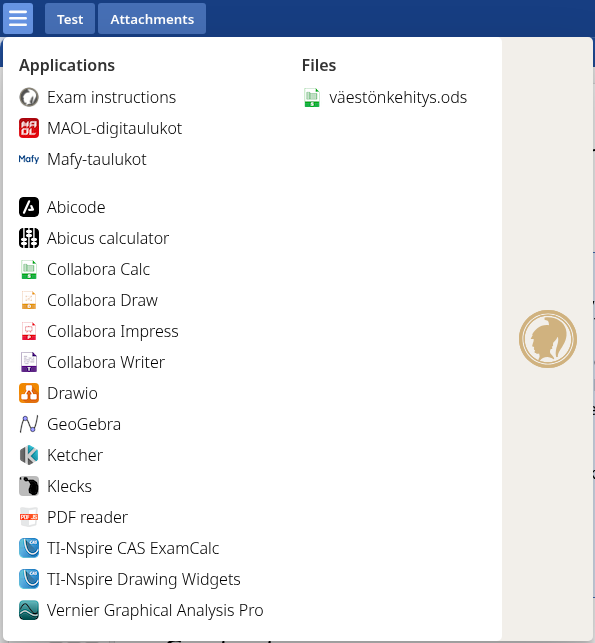 Test
Attachments
Applications
Exam instructions
MAOL-digitaulukot
Mafy
Mafy-taulukot
Abicode
Abicus calculator
Collabora Calc
Collabora Draw
Collabora Impress
Collabora Writer
Drawio
GeoGebra
Ketcher
Klecks
PDF reader
TI-Nspire CAS ExamCalc
TI-Nspire Drawing Widgets
Vernier Graphical Analysis Pro
Files
väestönkehitys.ods